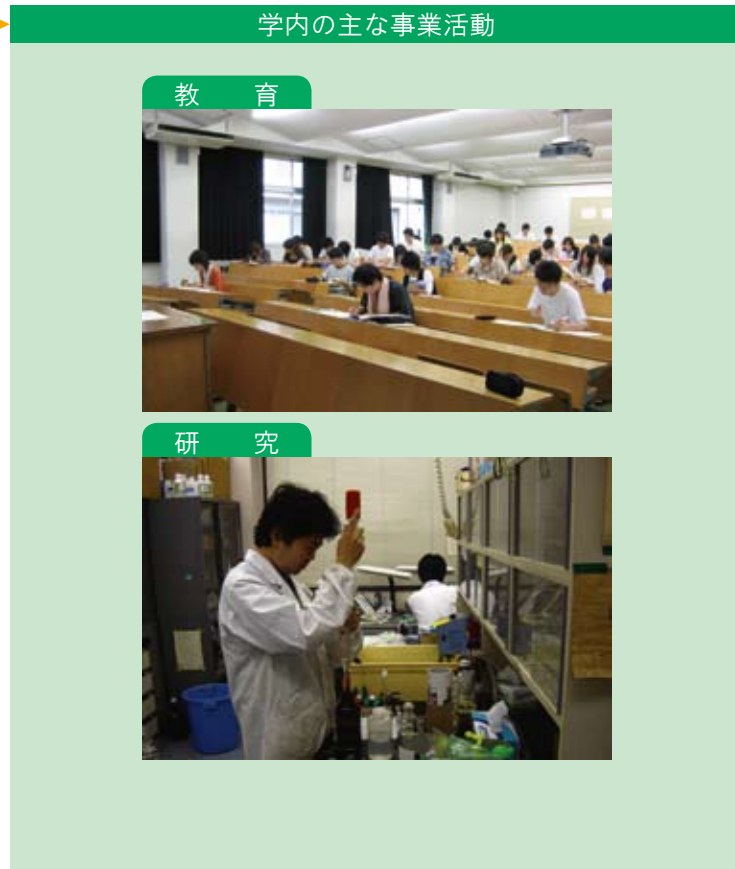 学内の主な事業活動
教 育
研 究